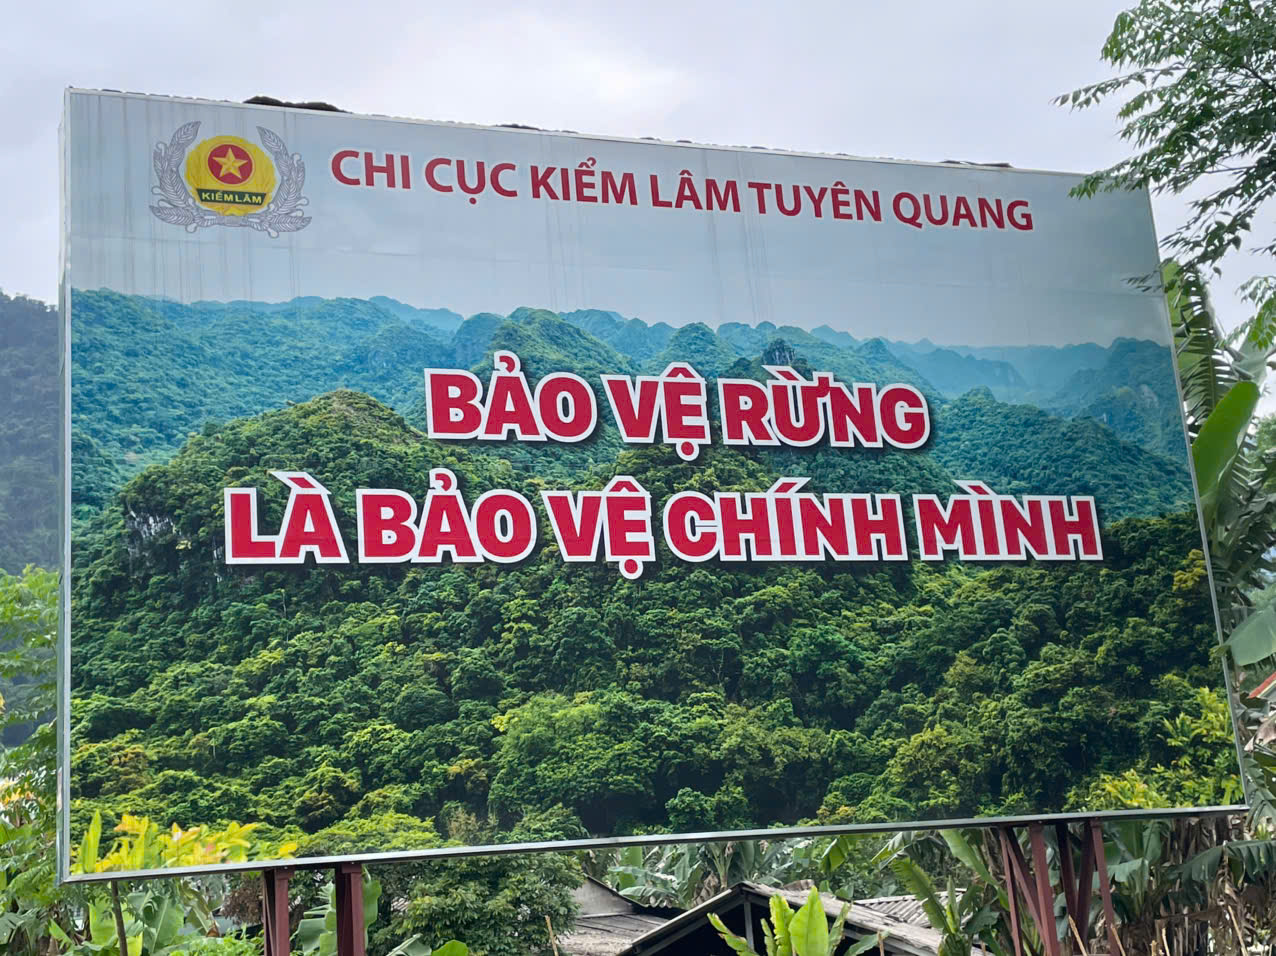 KIỂM LÂM
CHI CỤC KIỂM LÂM TUYÊN QUANG
BẢO VỆ RỪNG
LÀ BẢO VỆ CHÍNH MÌNH